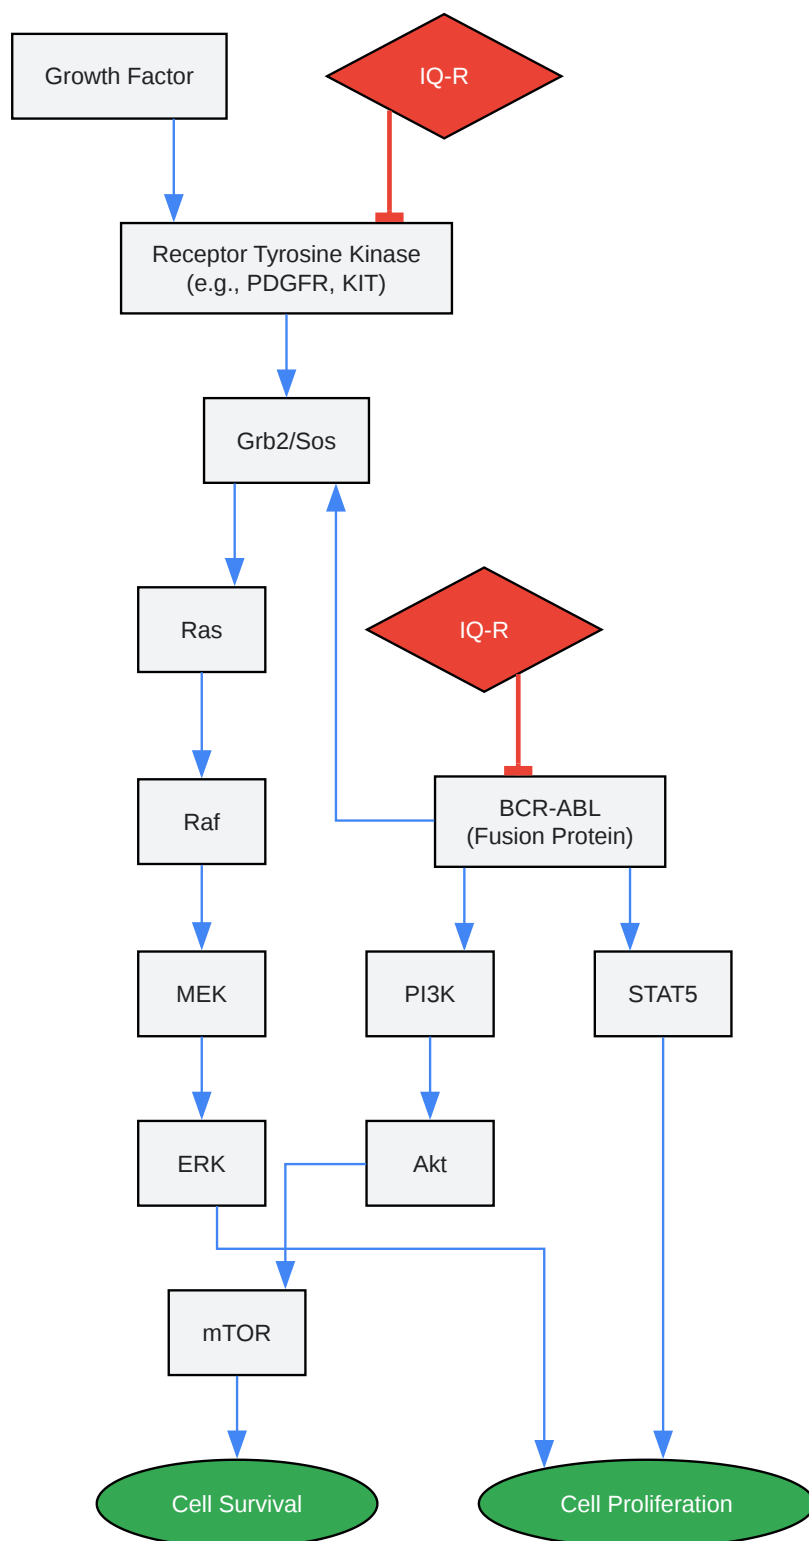 Growth Factor
IQ-R
Receptor Tyrosine Kinase
(e.g., PDGFR, KIT)
Grb2/Sos
Ras
IQ-R
Raf
BCR-ABL
(Fusion Protein)
MEK
PI3K
STAT5
ERK
Akt
mTOR
Cell Survival
Cell Proliferation